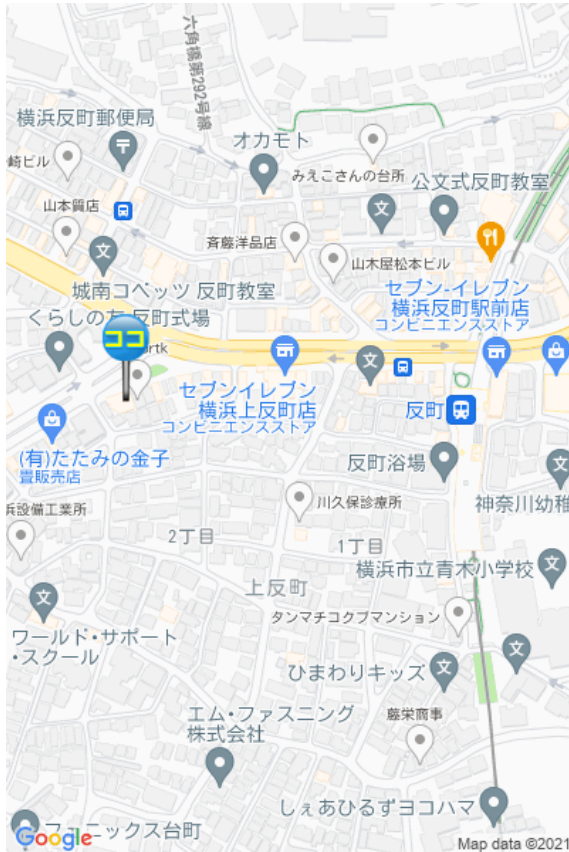 六角橋第292号線
横浜反町郵便局
オカモト
崎ビル
みえこさんの台所
公文式反町教室
山本質店
斉藤洋品店
山木屋松本ビル
城南コベッツ 反町教室
セブン-イレブン
横浜反町駅前店
コンビニエンスストア
くらしの友 反町式場
ココ
ortk
セブンイレブン
横浜上反町店
コンビニエンスストア
反町
(有)たたみの金子
畳販売店
反町浴場
浜設備工業所
川久保診療所
神奈川幼稚
2丁目
1丁目
横浜市立青木小学校
上反町
タンマチコクブマンション
ワールド・サポート
・スクール
ひまわりキッズ
エム・ファスニング
株式会社
藤栄商事
しぇあひるずヨコハマ
フェニックス台町
Google
Map data ©2021